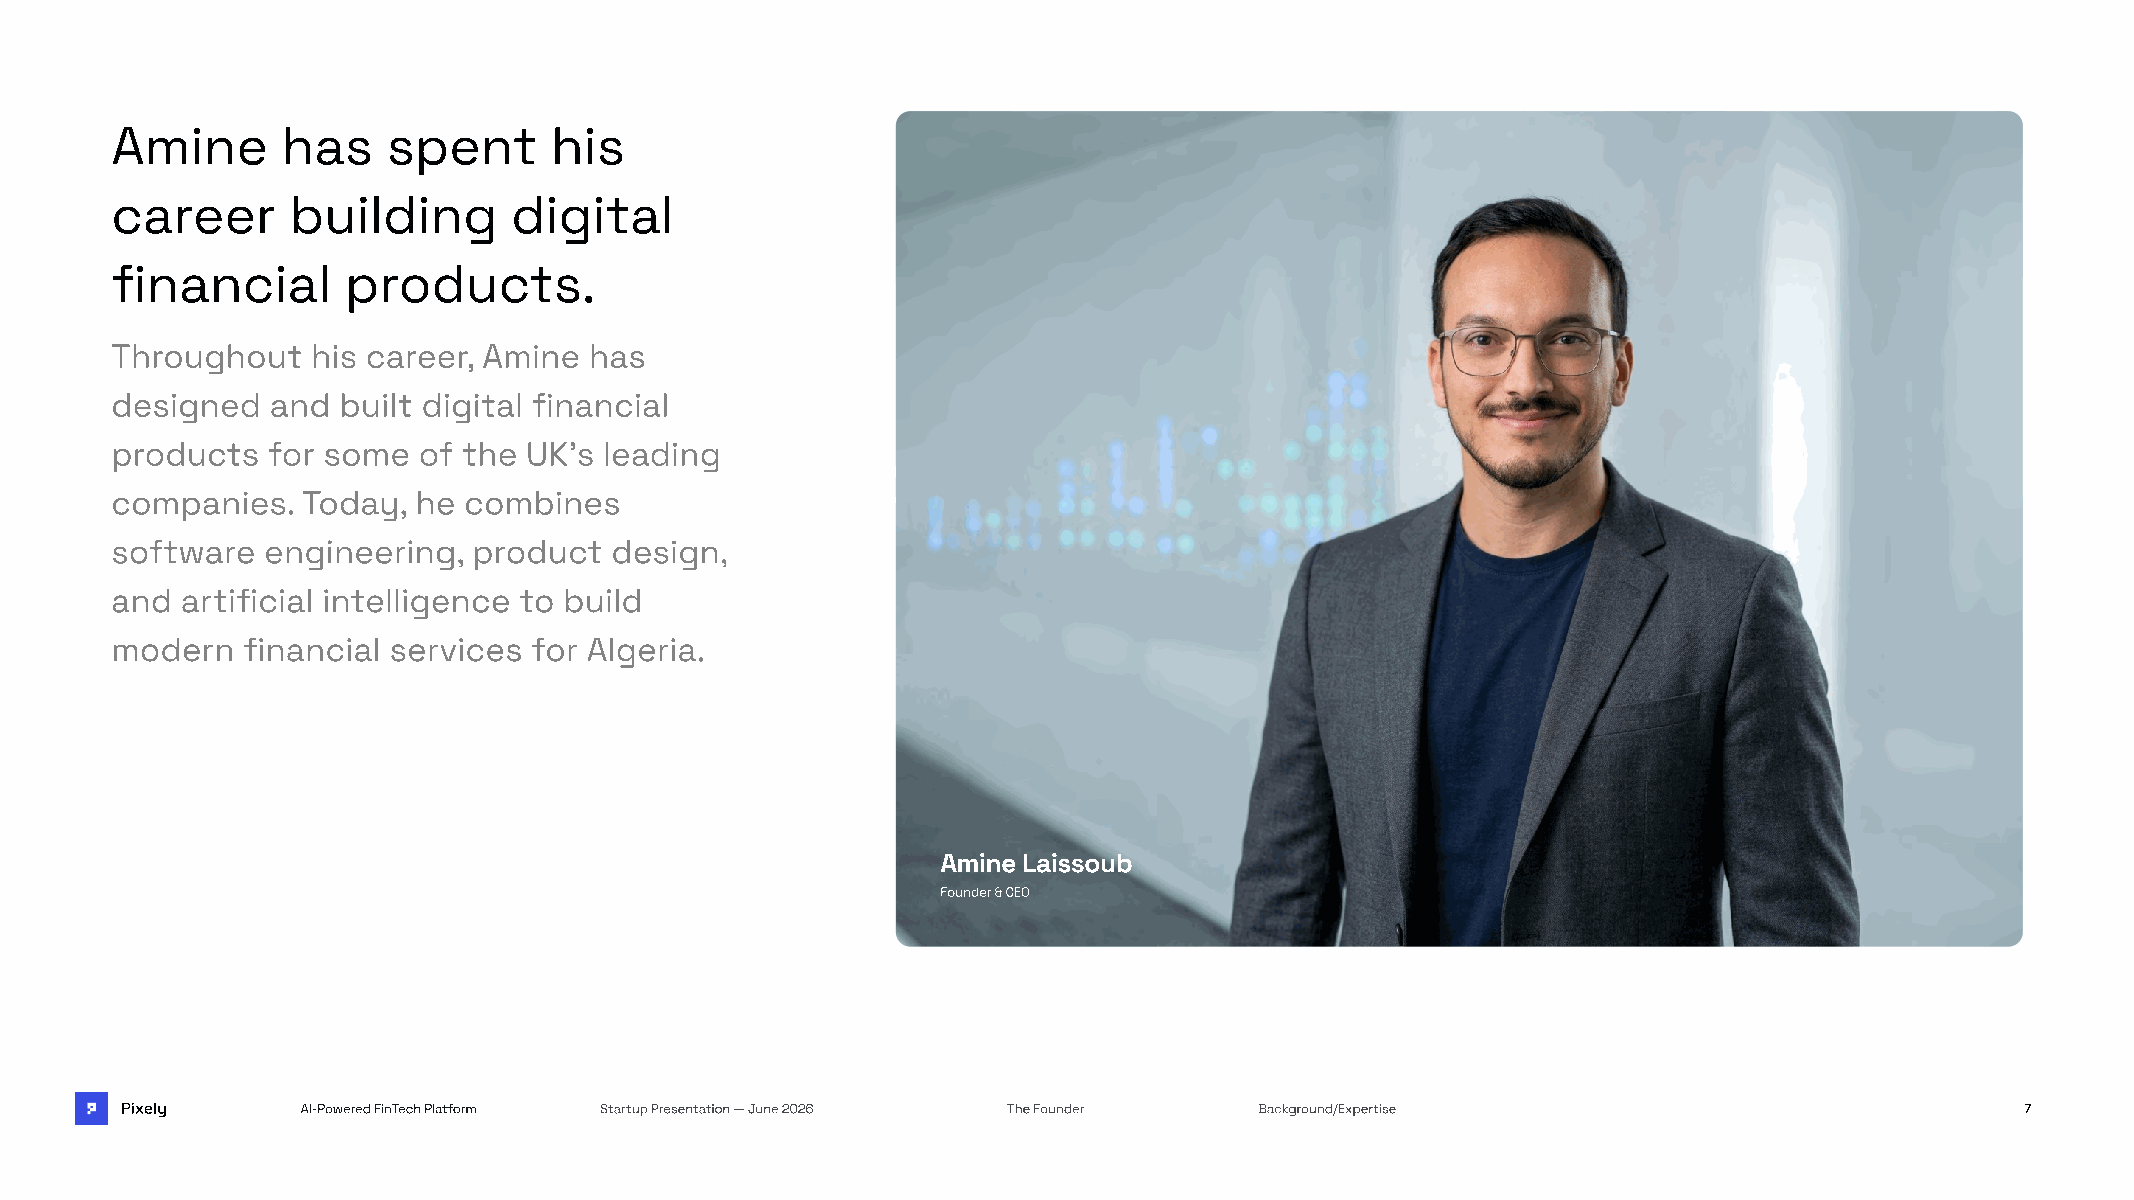 Amine has spent his
career building digital
financial products.
Throughout his career, Amine has
designed and built digital financial
products for some of the UK's leading
companies. Today, he combines
software engineering, product design,
and artificial intelligence to build
modern financial services for Algeria.
Amine Laissoub
Founder & CEO
Pixely
AI-Powered FinTech Platform
Startup Presentation — June 2026
The Founder
Background/Expertise
7